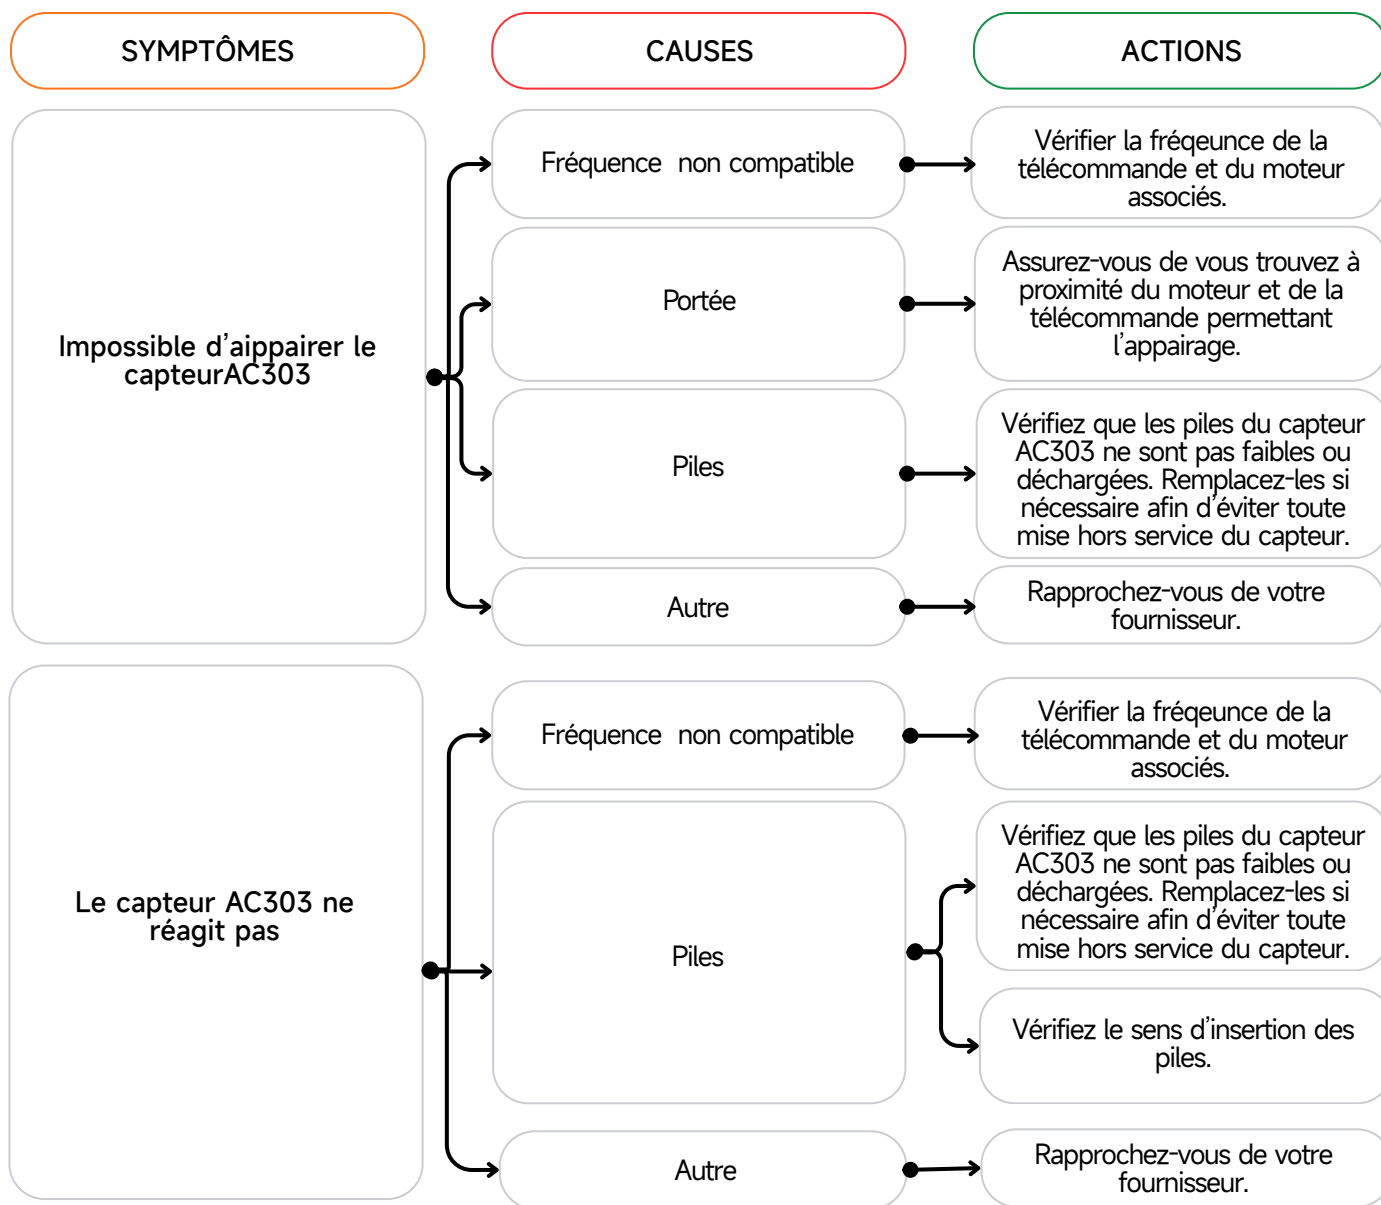 SYMPTÔMES
CAUSES
ACTIONS
Impossible d'aippairer le
capteurAC303
Fréquence non compatible
Vérifier la fréqeunce de la
télécommande et du moteur
associés.
Portée
Assurez-vous de vous trouvez à
proximité du moteur et de la
télécommande permettant
l'appairage.
Piles
Vérifiez que les piles du capteur
AC303 ne sont pas faibles ou
déchargées. Remplacez-les si
nécessaire afin d'éviter toute
mise hors service du capteur.
Autre
Rapprochez-vous de votre
fournisseur.
Le capteur AC303 ne
réagit pas
Fréquence non compatible
Vérifier la fréqeunce de la
télécommande et du moteur
associés.
Piles
Vérifiez que les piles du capteur
AC303 ne sont pas faibles ou
déchargées. Remplacez-les si
nécessaire afin d'éviter toute
mise hors service du capteur.
Vérifiez le sens d'insertion des
piles.
Autre
Rapprochez-vous de votre
fournisseur.